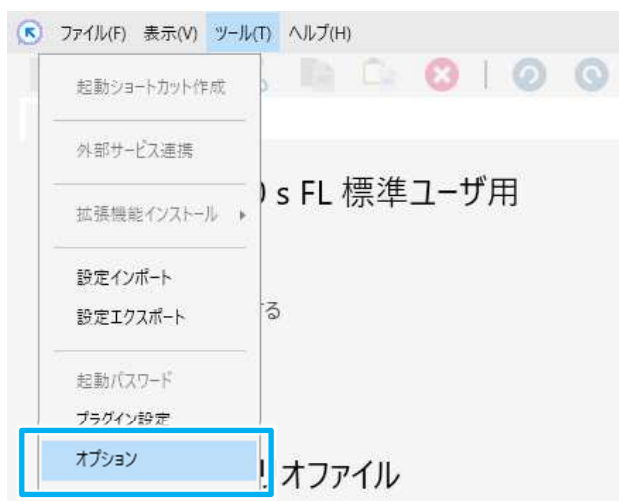 ファイル(F) 表示(V) ツール(T) ヘルプ(H)
起動ショートカット作成
外部サービス連携
s FL 標準ユーザ用
拡張機能インストール
設定インポート
設定エクスポート
する
起動パスワード
プラグイン設定
オプション
オファイル